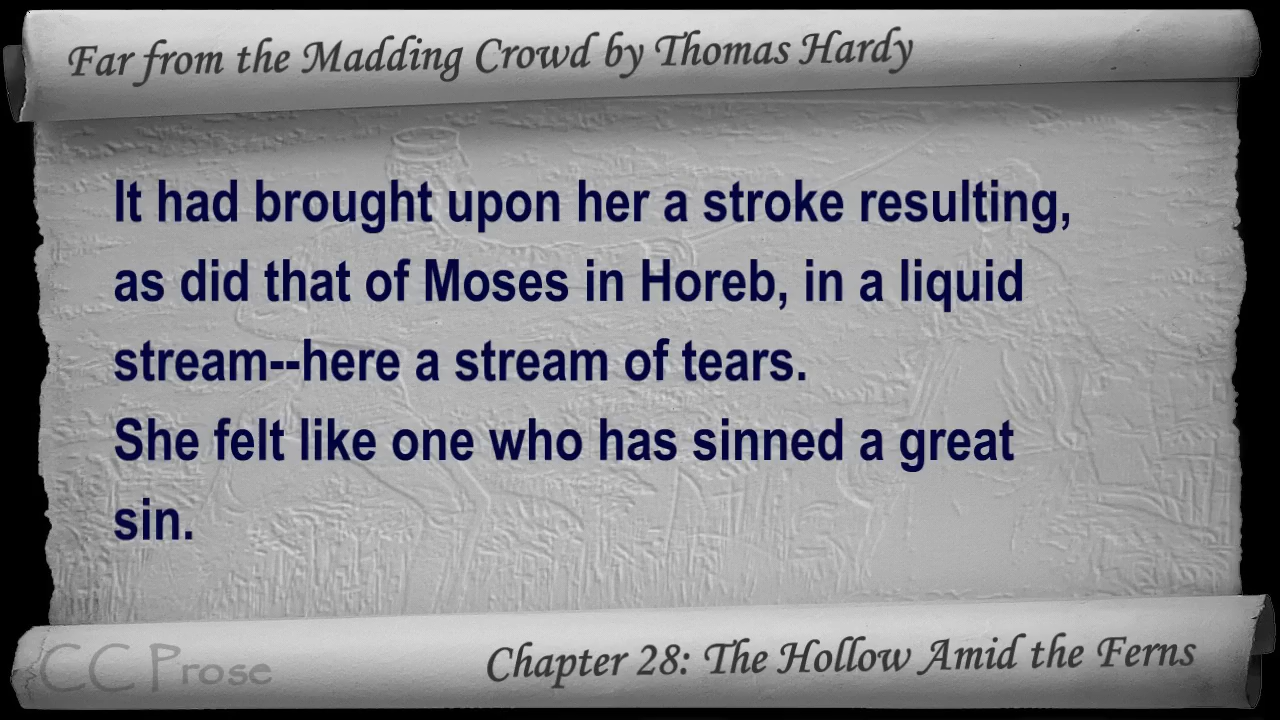 Far from the Madding Crowd by Thomas Hardy
It had brought upon her a stroke resulting,
as did that of Moses in Horeb, in a liquid
stream--here a stream of tears.
She felt like one who has sinned a great
sin.
CC Prose
Chapter 28: The Hollow Amid the Ferns